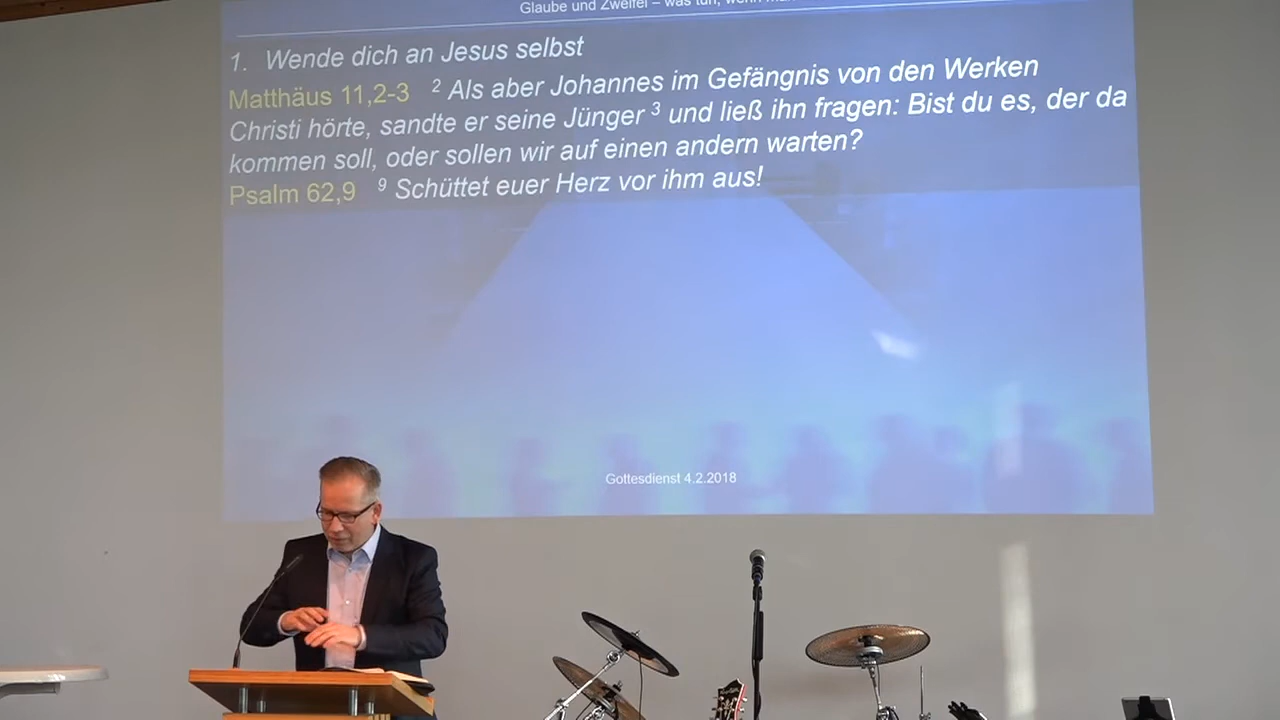 Glaube und Zweifel – was tun, wenn
1. Wende dich an Jesus selbst
Matthäus 11,2-3 ² Als aber Johannes im Gefängnis von den Werken
Christi hörte, sandte er seine Jünger ³ und ließ ihn fragen: Bist du es, der da
kommen soll, oder sollen wir auf einen andern warten?
Psalm 62,9 ⁹ Schüttet euer Herz vor ihm aus!
Gottesdienst 4.2.2018